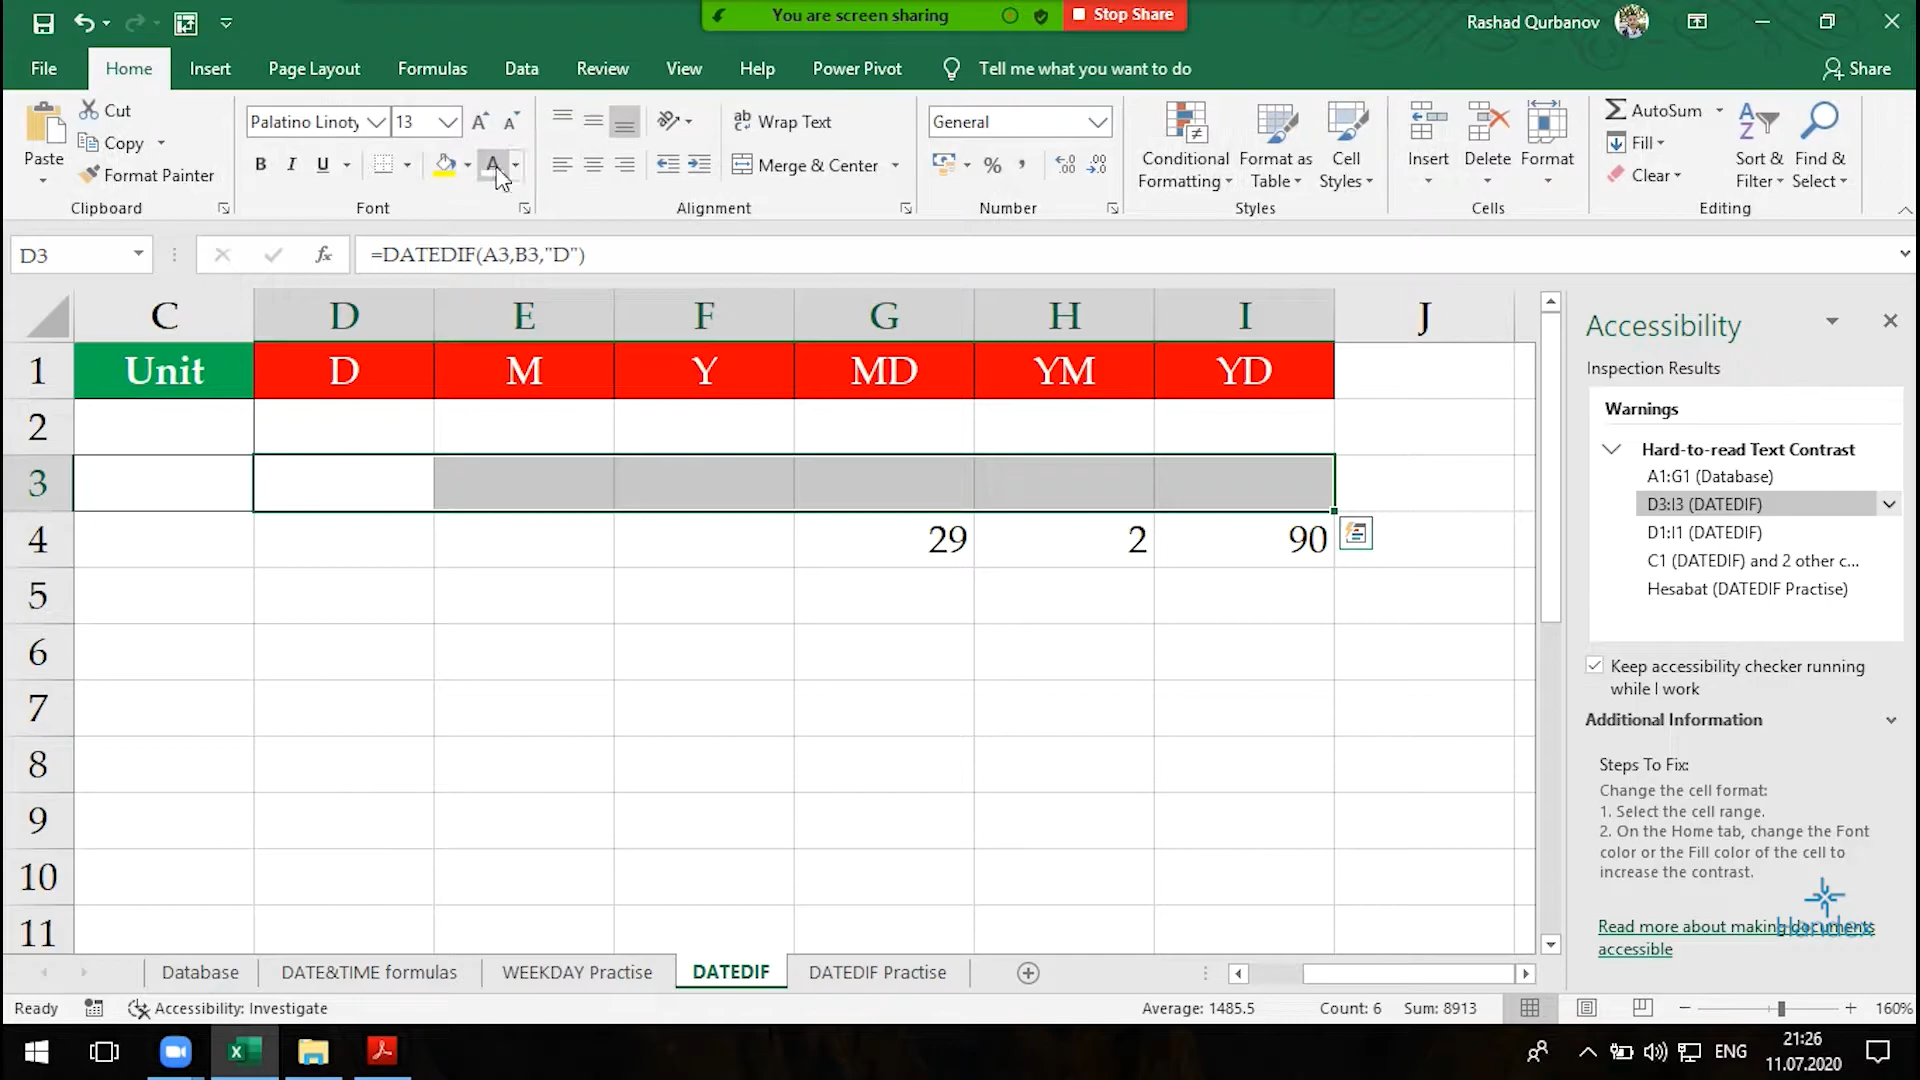 You are screen sharing
Stop Share
Rashad Qurbanov
File
Home
Insert
Page Layout
Formulas
Data
Review
View
Help
Power Pivot
Tell me what you want to do
Share
Paste
Cut
Copy
Format Painter
Clipboard
Palatino Linoty
13
B I U
Font
Wrap Text
Merge & Center
Alignment
General
%
Number
Conditional
Formatting
Format as
Table
Cell
Styles
Styles
Insert
Delete
Format
Cells
AutoSum
Fill
Clear
Sort &
Filter
Find &
Select
Editing
D3
fx
=DATEDIF(A3,B3,"D")
C D E F G H I J
1 Unit D M Y MD YM YD
2
3
4 29 2 90
5
6
7
8
9
10
11
Accessibility
Inspection Results
Warnings
Hard-to-read Text Contrast
A1:G1 (Database)
D3:I3 (DATEDIF)
D1:I1 (DATEDIF)
C1 (DATEDIF) and 2 other c...
Hesabat (DATEDIF Practise)
Keep accessibility checker running
while I work
Additional Information
Steps To Fix:
Change the cell format:
1. Select the cell range.
2. On the Home tab, change the Font
color or the Fill color of the cell to
increase the contrast.
Read more about making documents
accessible
Handex
Database
DATE&TIME formulas
WEEKDAY Practise
DATEDIF
DATEDIF Practise
Ready
Accessibility: Investigate
Average: 1485.5
Count: 6
Sum: 8913
160%
ENG
21:26
11.07.2020